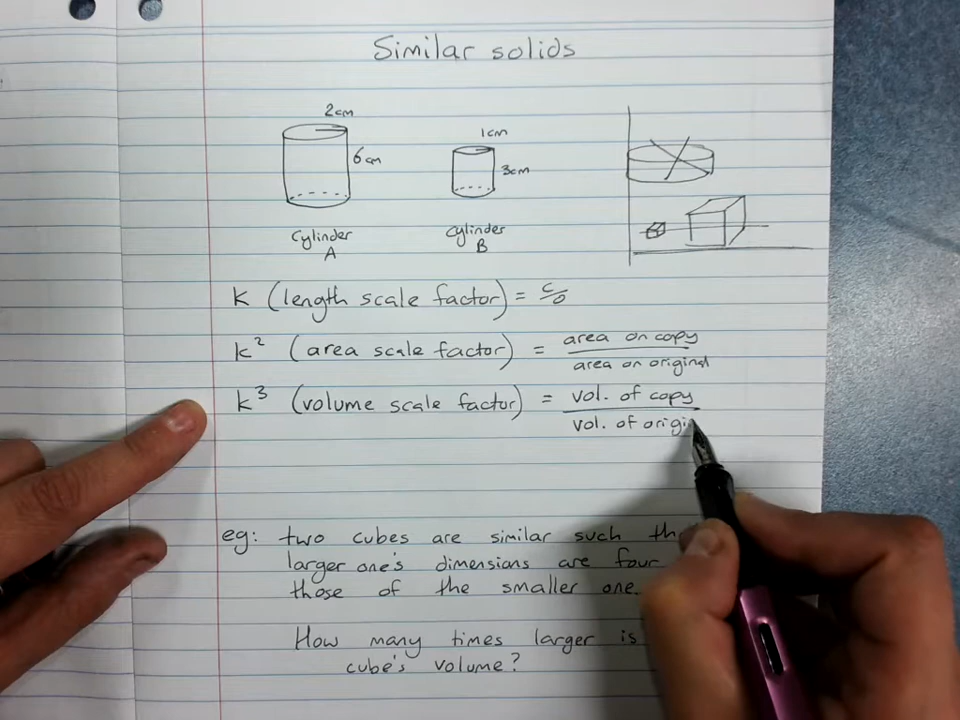 Similar solids
2cm
6cm
1cm
3cm
Cylinder
A
Cylinder
B
k (length scale factor) = c/o
k² (area scale factor) = area on copy
area on original
k³ (volume scale factor) = vol. of copy
vol. of origi
eg: two cubes are similar such
larger one's dimensions are four
those of the smaller one.
How many times larger is
cube's volume?